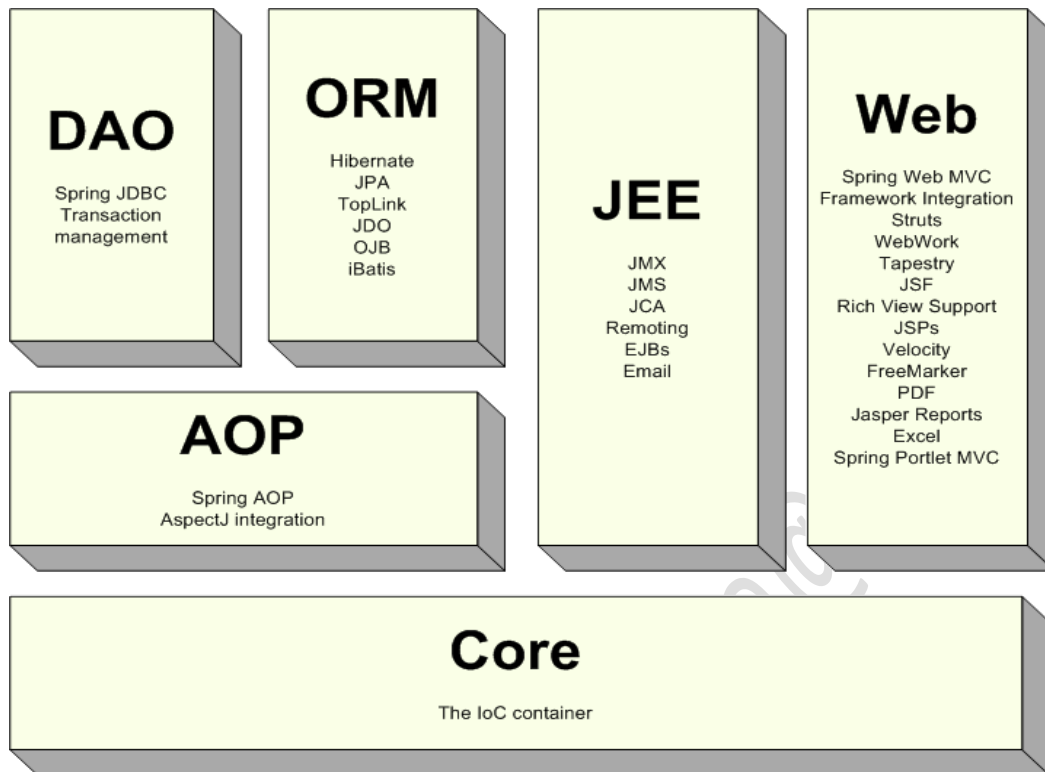 DAO
Spring JDBC
Transaction
management
ORM
Hibernate
JPA
TopLink
JDO
OJB
iBatis
JEE
JMX
JMS
JCA
Remoting
EJBs
Email
Web
Spring Web MVC
Framework Integration
Struts
WebWork
Tapestry
JSF
Rich View Support
JSPs
Velocity
FreeMarker
PDF
Jasper Reports
Excel
Spring Portlet MVC
AOP
Spring AOP
AspectJ integration
Core
The IoC container